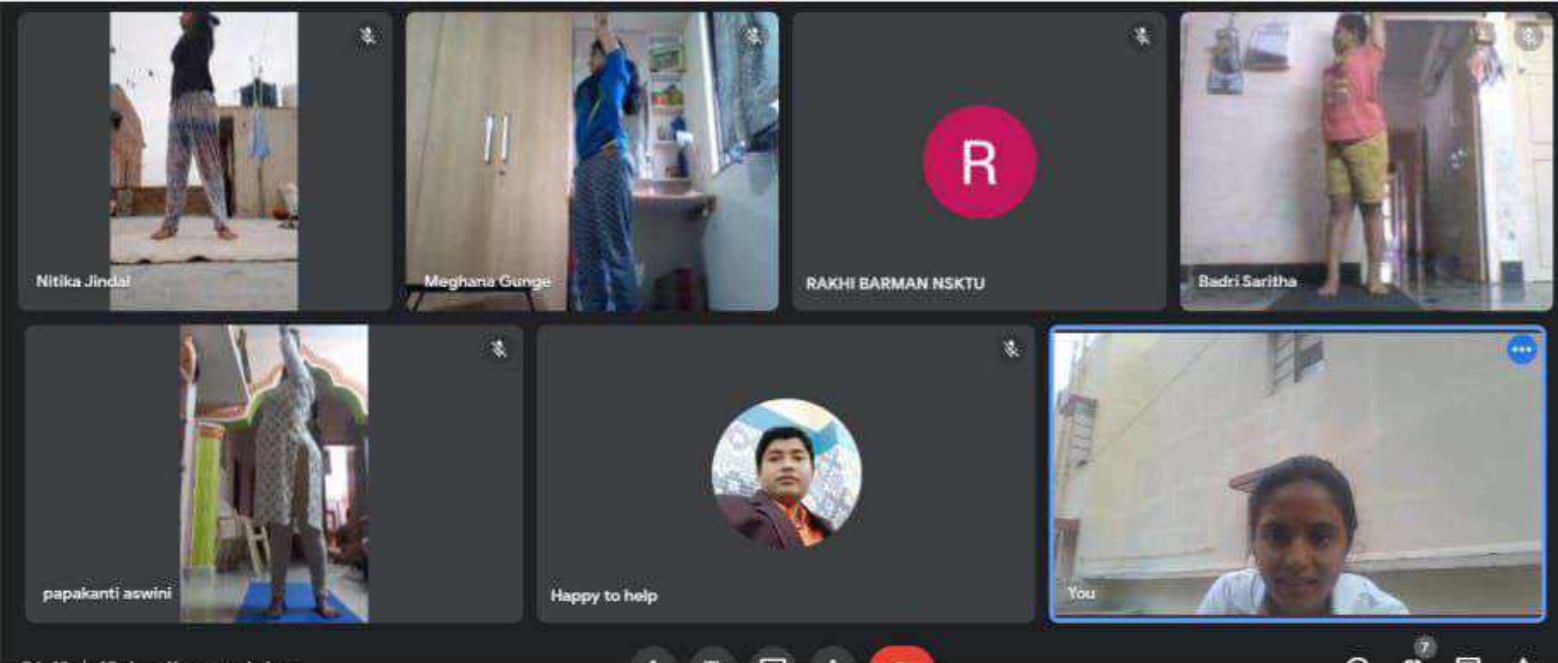 Nitika Jindal
Meghana Gunge
R
RAKHI BARMAN NSKTU
Badri Saritha
papakanti aswini
Happy to help
You
7